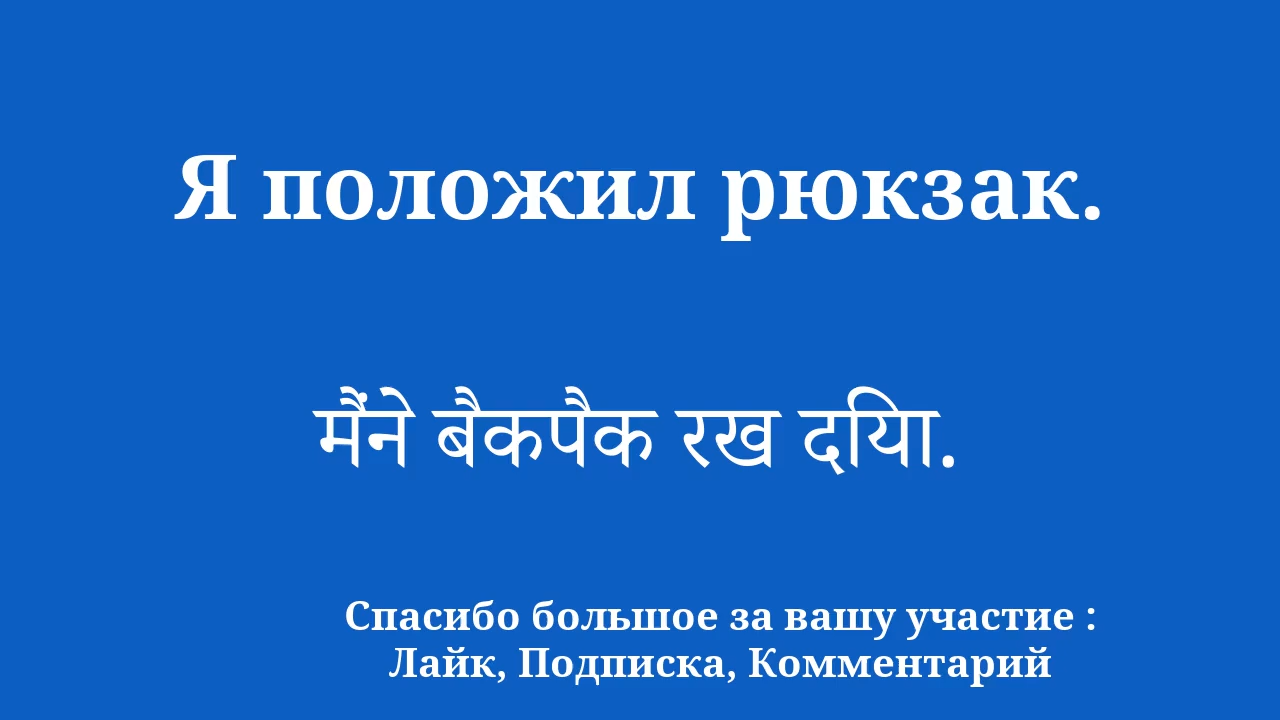 Я положил рюкзак.
मैंने बैकपैक रख दिया.
Спасибо большое за вашу участие :
Лайк, Подписка, Комментарий